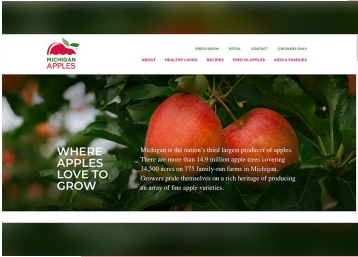 PRESS ROOM RETAIL CONTACT GROWERS ONLY
MICHIGAN
APPLES
ABOUT HEALTHY LIVING RECIPES FIND MI APPLES KIDS & FAMILIES
WHERE
APPLES
LOVE TO
GROW
Michigan is the nation's third largest producer of apples.
There are more than 14.9 million apple trees covering
34,500 acres on 775 family-run farms in Michigan.
Growers pride themselves on a rich heritage of producing
an array of fine apple varieties.